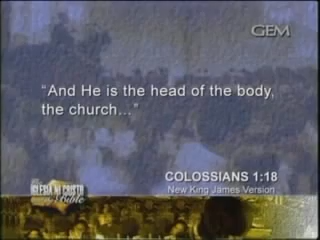 GEM
“And He is the head of the body,
the church...”
COLOSSIANS 1:18
New King James Version
IGLESIA NI CRISTO
Bible